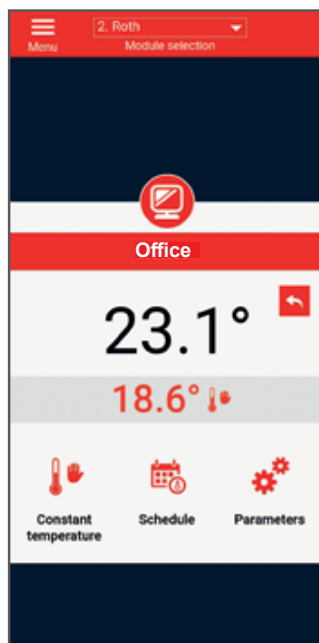 2. Roth
Menu
Module selection
Office
23.1°
18.6°
Constant
temperature
Schedule
Parameters